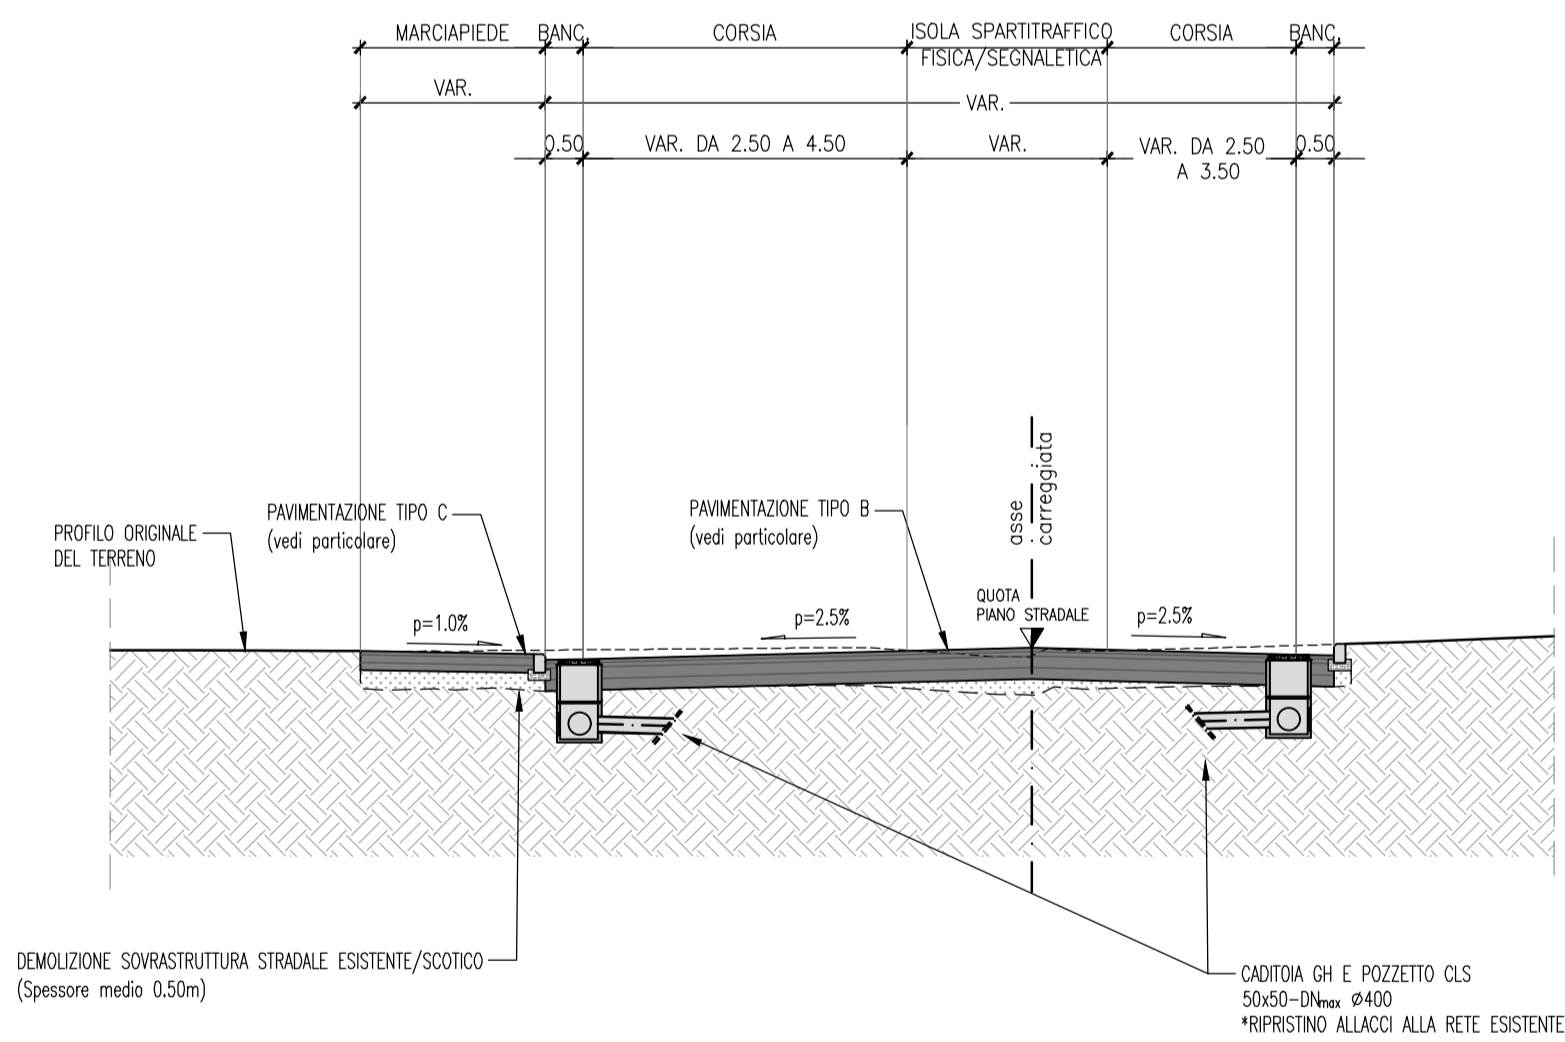 MARCIAPIEDE
BANC.
CORSIA
ISOLA SPARTITRAFFICO
FISICA/SEGNALETICA
CORSIA
BANC.
VAR.
VAR.
0.50
VAR. DA 2.50 A 4.50
VAR.
VAR. DA 2.50
A 3.50
0.50
asse
carreggiata
PAVIMENTAZIONE TIPO C
(vedi particolare)
PAVIMENTAZIONE TIPO B
(vedi particolare)
PROFILO ORIGINALE
DEL TERRENO
QUOTA
PIANO STRADALE
p=1.0%
p=2.5%
p=2.5%
DEMOLIZIONE SOVRASTRUTTURA STRADALE ESISTENTE/SCOTICO
(Spessore medio 0.50m)
CADITOIA GH E POZZETTO CLS
50x50-DNmax Ø400
*RIPRISTINO ALLACCI ALLA RETE ESISTENTE